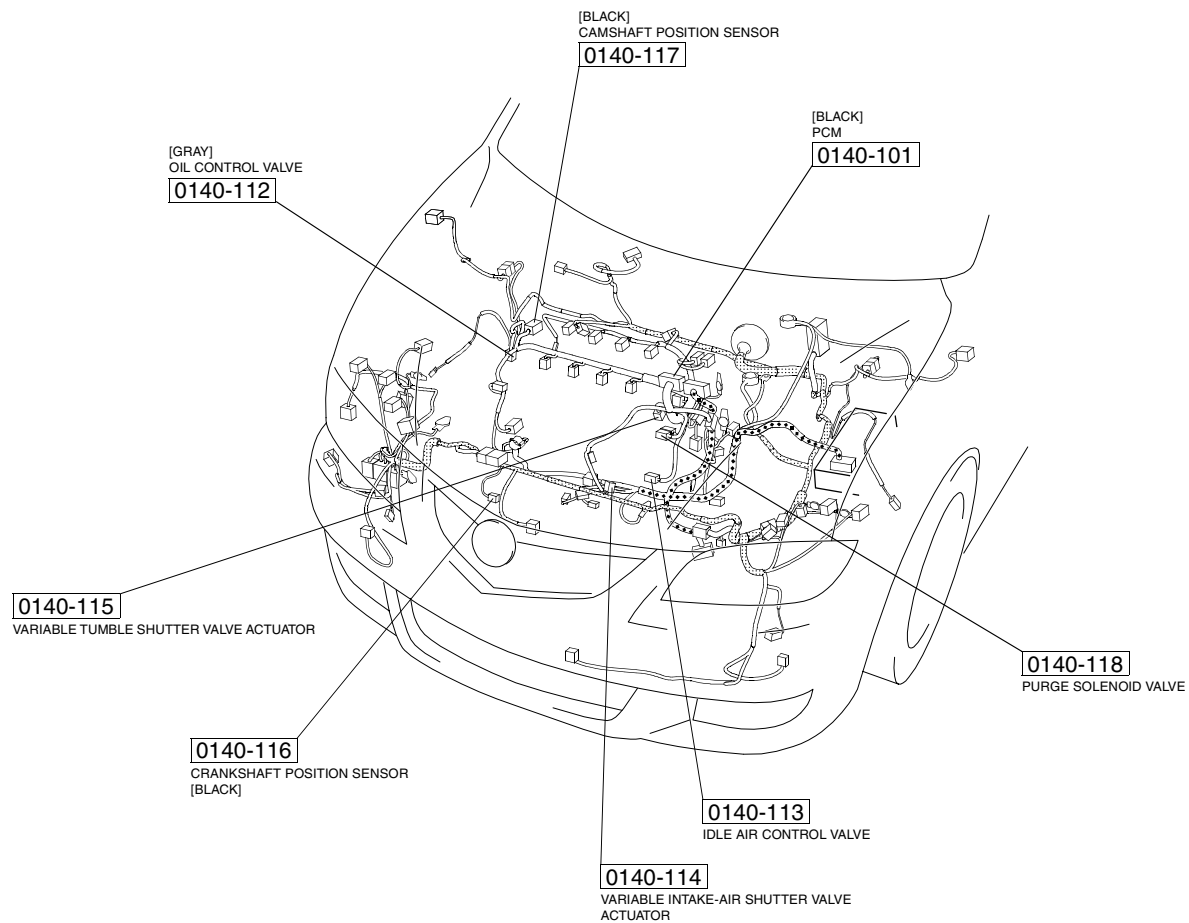 [BLACK]
CAMSHAFT POSITION SENSOR
0140-117
[BLACK]
PCM
0140-101
[GRAY]
OIL CONTROL VALVE
0140-112
0140-115
VARIABLE TUMBLE SHUTTER VALVE ACTUATOR
0140-118
PURGE SOLENOID VALVE
0140-116
CRANKSHAFT POSITION SENSOR
[BLACK]
0140-113
IDLE AIR CONTROL VALVE
0140-114
VARIABLE INTAKE-AIR SHUTTER VALVE
ACTUATOR